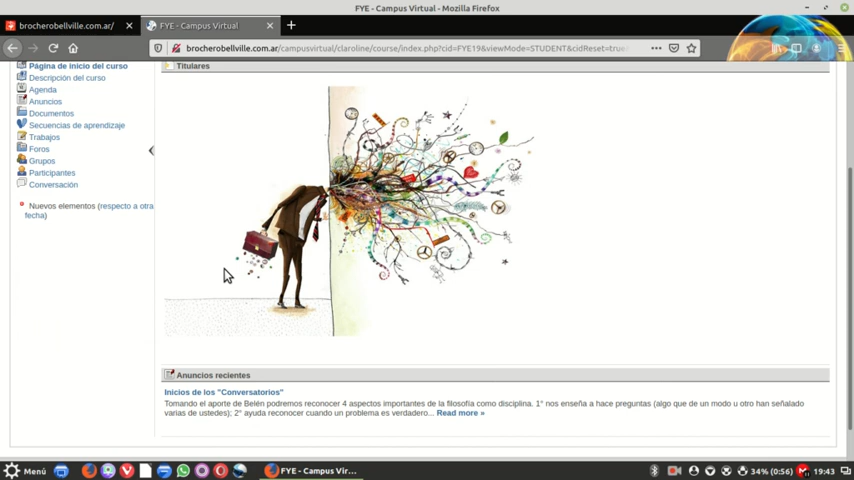 FYE - Campus Virtual - Mozilla Firefox
brocherobellville.com.ar/
FYE - Campus Virtual
brocherobellville.com.ar/campusvirtual/claroline/course/index.php?cid=FYE19&viewMode=STUDENT&cidReset=true
Página de inicio del curso
Descripción del curso
Agenda
Anuncios
Documentos
Secuencias de aprendizaje
Trabajos
Foros
Grupos
Participantes
Conversación
Nuevos elementos (respecto a otra
fecha)
Titulares
Anuncios recientes
Inicios de los "Conversatorios"
Tomando el aporte de Belén podremos reconocer 4 aspectos importantes de la filosofía como disciplina. 1° nos enseña a hace preguntas (algo que de un modo u otro han señalado
varias de ustedes); 2° ayuda reconocer cuando un problema es verdadero... Read more »
Menú
FYE - Campus Vir...
34% (0:56)
19:43